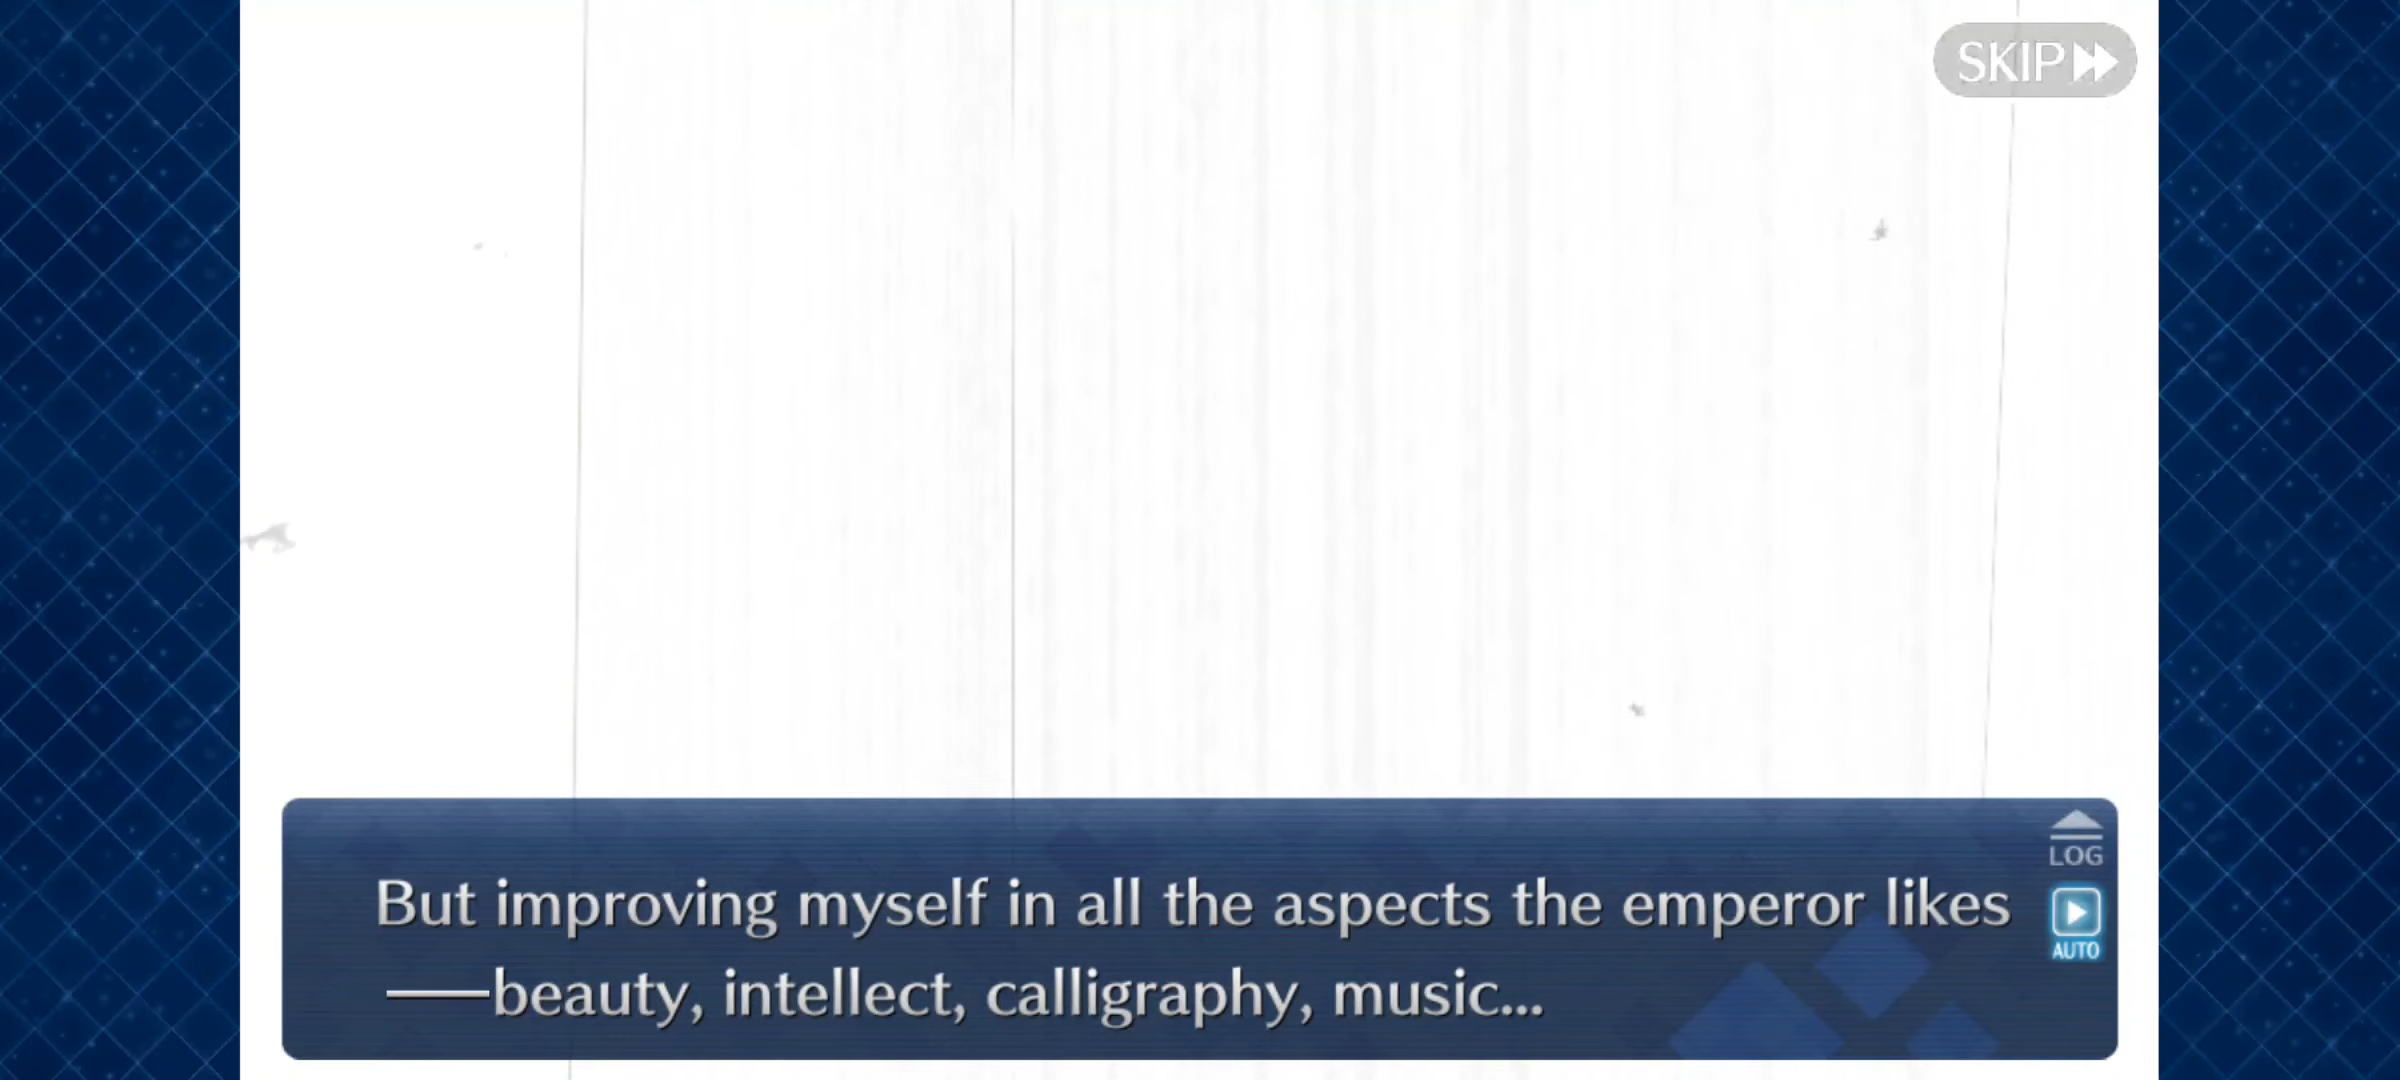 SKIP
LOG
But improving myself in all the aspects the emperor likes
AUTO
——beauty, intellect, calligraphy, music...